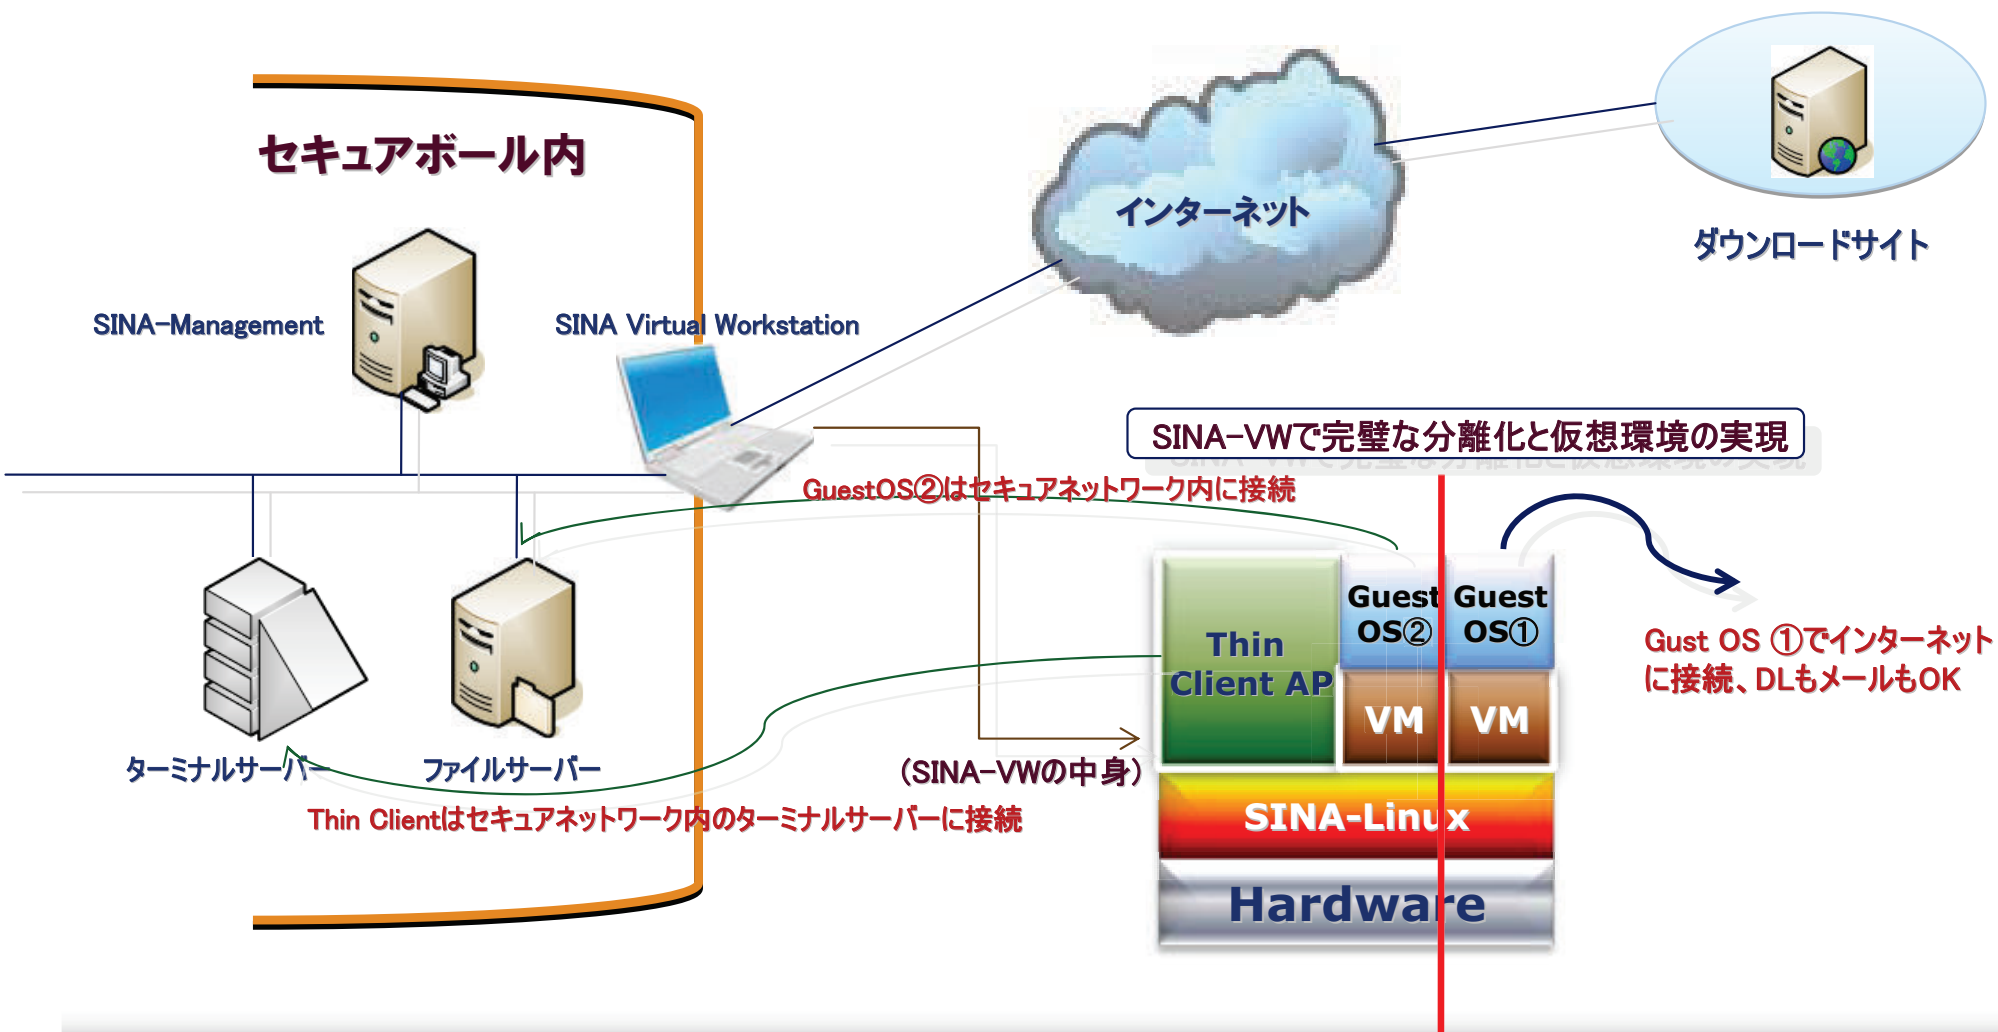 セキュアボール内
インターネット
ダウンロードサイト
SINA-Management
SINA Virtual Workstation
SINA-VWで完璧な分離化と仮想環境の実現
GuestOS②はセキュアネットワーク内に接続
Guest
OS②
Guest
OS①
Thin
Client AP
Gust OS ①でインターネット
に接続、DLもメールもOK
VM
VM
ターミナルサーバー
ファイルサーバー
(SINA-VWの中身)
Thin Clientはセキュアネットワーク内のターミナルサーバーに接続
SINA-Linux
Hardware